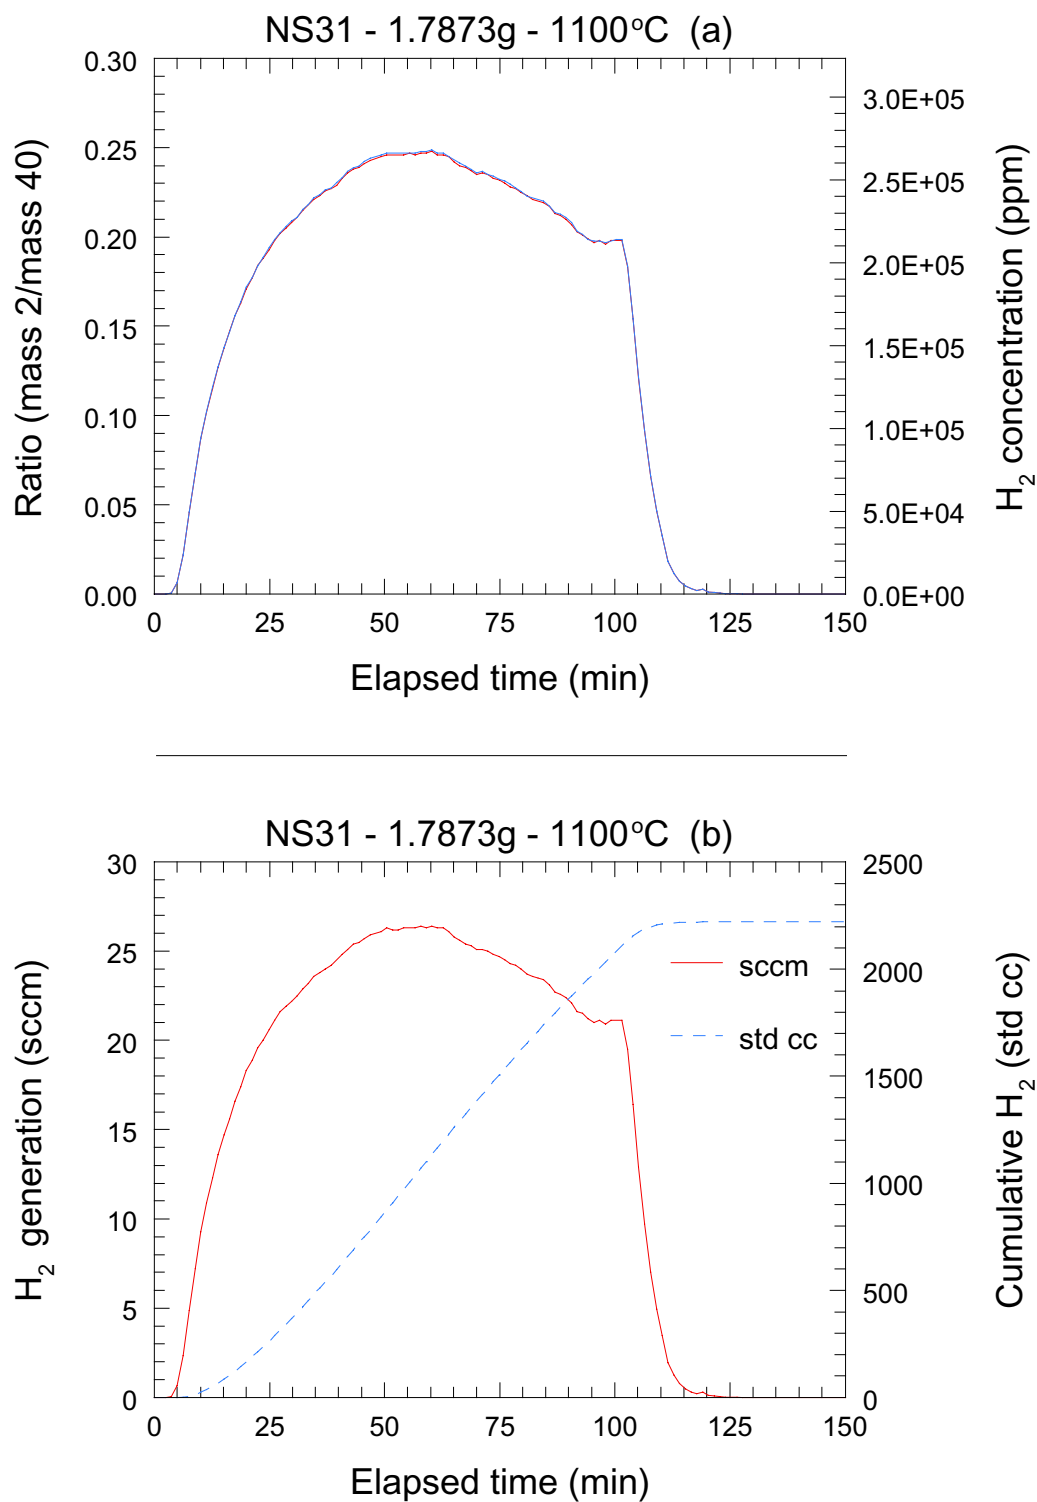 NS31 - 1.7873g - 1100°C (a)
0.30
0.25
0.20
0.15
0.10
0.05
0.00
Ratio (mass 2/mass 40)
3.0E+05
2.5E+05
2.0E+05
1.5E+05
1.0E+05
5.0E+04
0.0E+00
H₂ concentration (ppm)
0 25 50 75 100 125 150
Elapsed time (min)
NS31 - 1.7873g - 1100°C (b)
30
25
20
15
10
5
0
H₂ generation (sccm)
2500
2000
1500
1000
500
0
Cumulative H₂ (std cc)
sccm
std cc
0 25 50 75 100 125 150
Elapsed time (min)